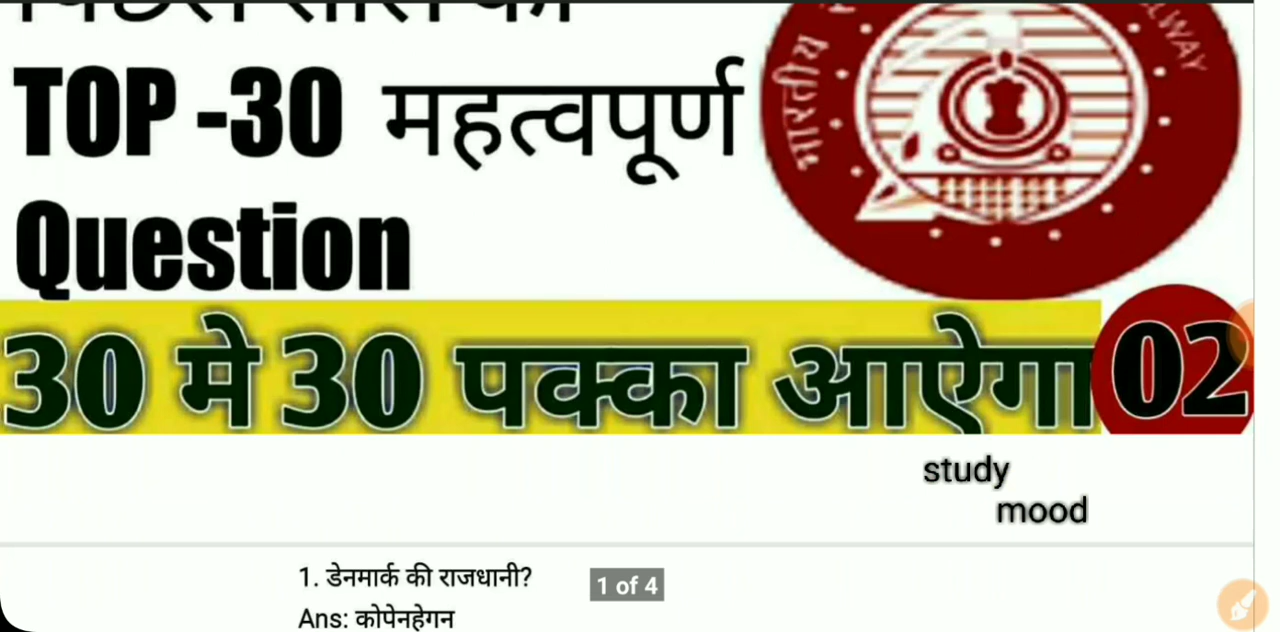 TOP -30 महत्वपूर्ण
Question
भारतीय
30 मे 30 पक्का आऐगा 02
study
mood
1. डेनमार्क की राजधानी?
1 of 4
Ans: कोपेनहेगन